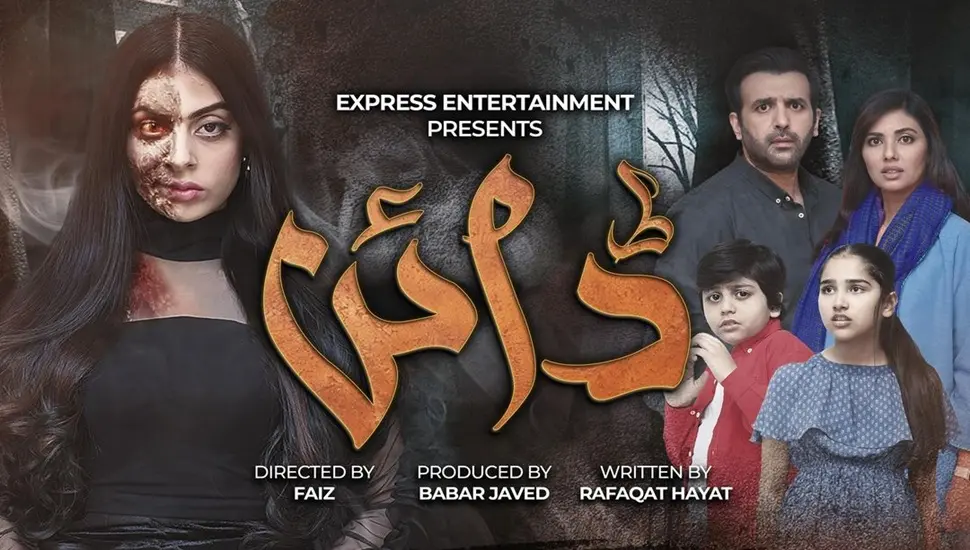 EXPRESS ENTERTAINMENT
PRESENTS
ڈائن
DIRECTED BY
FAIZ
PRODUCED BY
BABAR JAVED
WRITTEN BY
RAFAQAT HAYAT